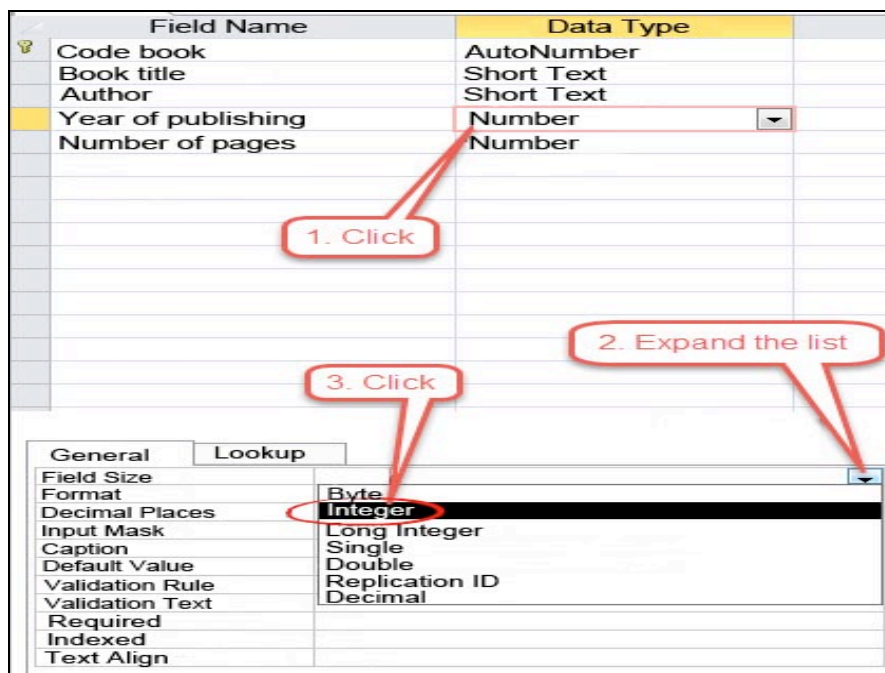 Field Name Data Type
Code book AutoNumber
Book title Short Text
Author Short Text
Year of publishing Number
Number of pages Number
1. Click
2. Expand the list
3. Click
General Lookup
Field Size
Format Byte
Decimal Places Integer
Input Mask Long Integer
Caption Single
Default Value Double
Validation Rule Replication ID
Validation Text Decimal
Required
Indexed
Text Align